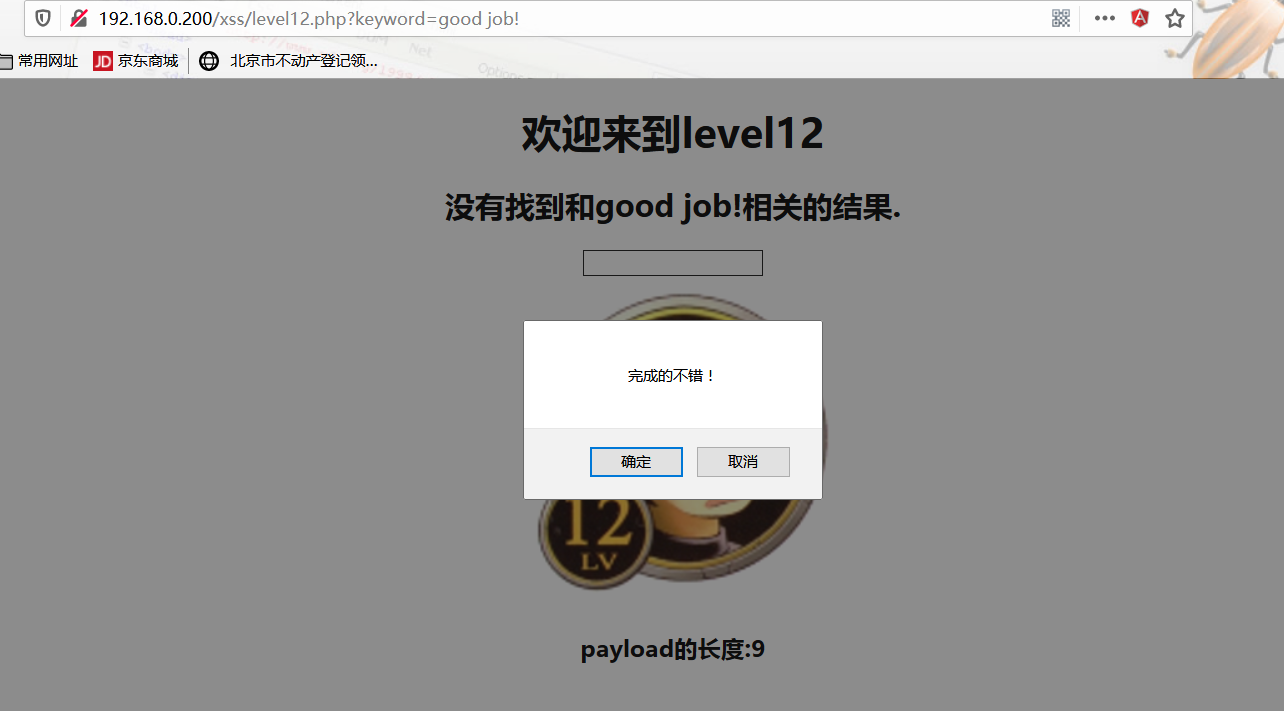 192.168.0.200/xss/level12.php?keyword=good job!
常用网址 JD 京东商城 北京市不动产登记领...
欢迎来到level12
没有找到和good job!相关的结果.
完成的不错！
确定 取消
12
LV
payload的长度:9